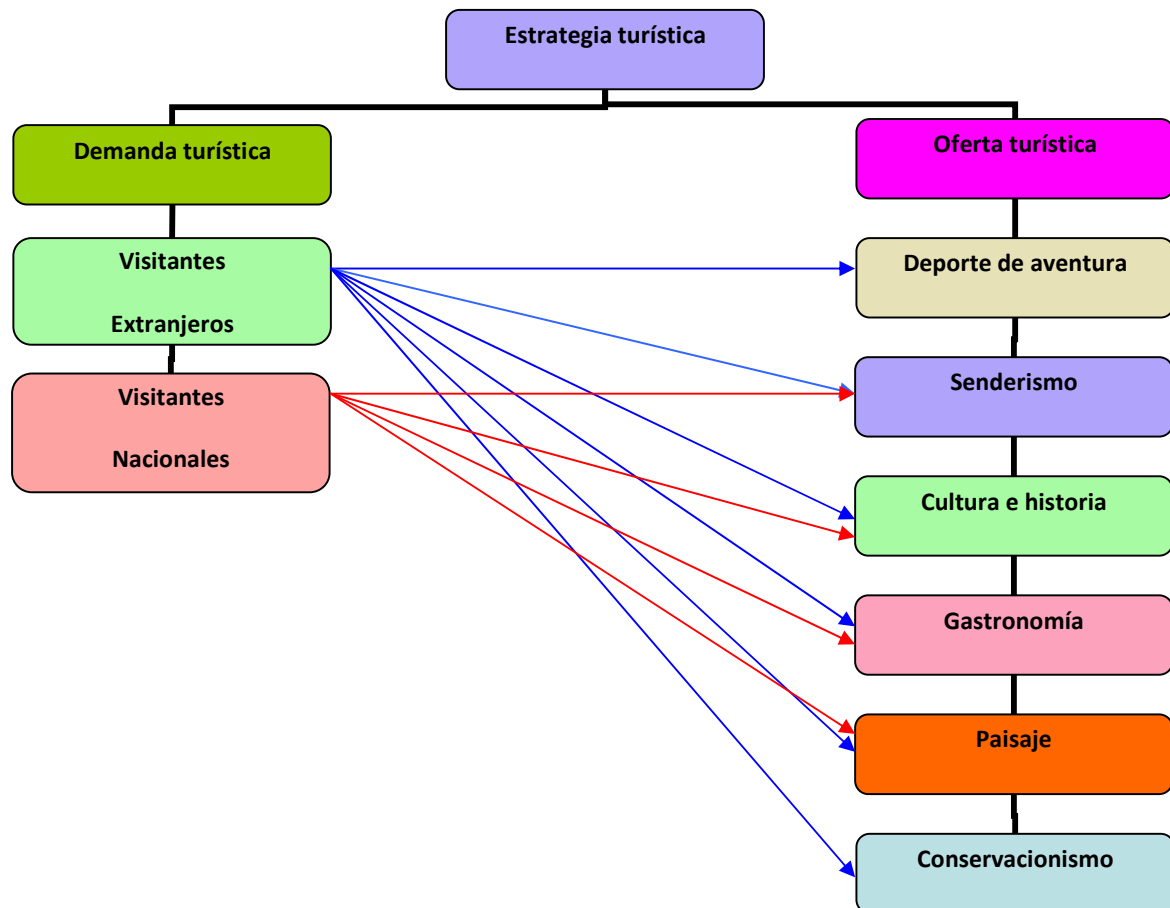 Estrategia turística
Demanda turística
Oferta turística
Visitantes
Extranjeros
Deporte de aventura
Visitantes
Nacionales
Senderismo
Cultura e historia
Gastronomía
Paisaje
Conservacionismo